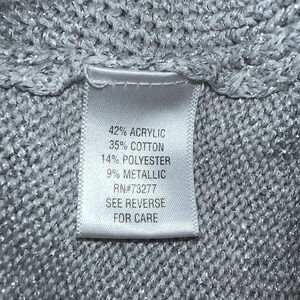 42% ACRYLIC
35% COTTON
14% POLYESTER
9% METALLIC
RN#73277
SEE REVERSE
FOR CARE